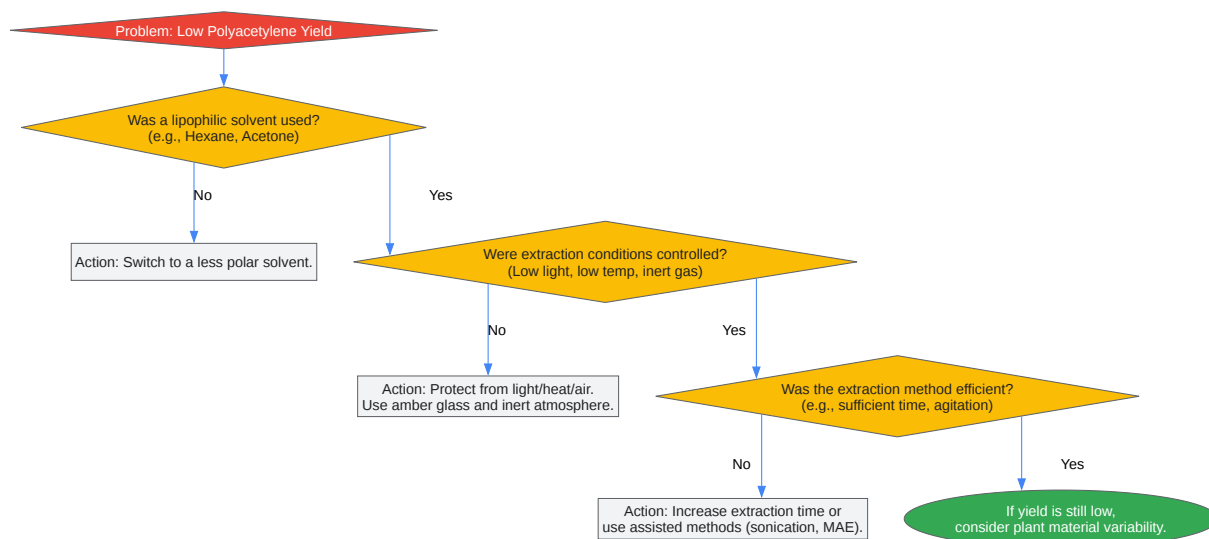 Problem: Low Polyacetylene Yield
Was a lipophilic solvent used?
(e.g., Hexane, Acetone)
No
Yes
Action: Switch to a less polar solvent.
Were extraction conditions controlled?
(Low light, low temp, inert gas)
No
Yes
Action: Protect from light/heat/air.
Use amber glass and inert atmosphere.
Was the extraction method efficient?
(e.g., sufficient time, agitation)
No
Yes
Action: Increase extraction time or
use assisted methods (sonication, MAE).
If yield is still low,
consider plant material variability.